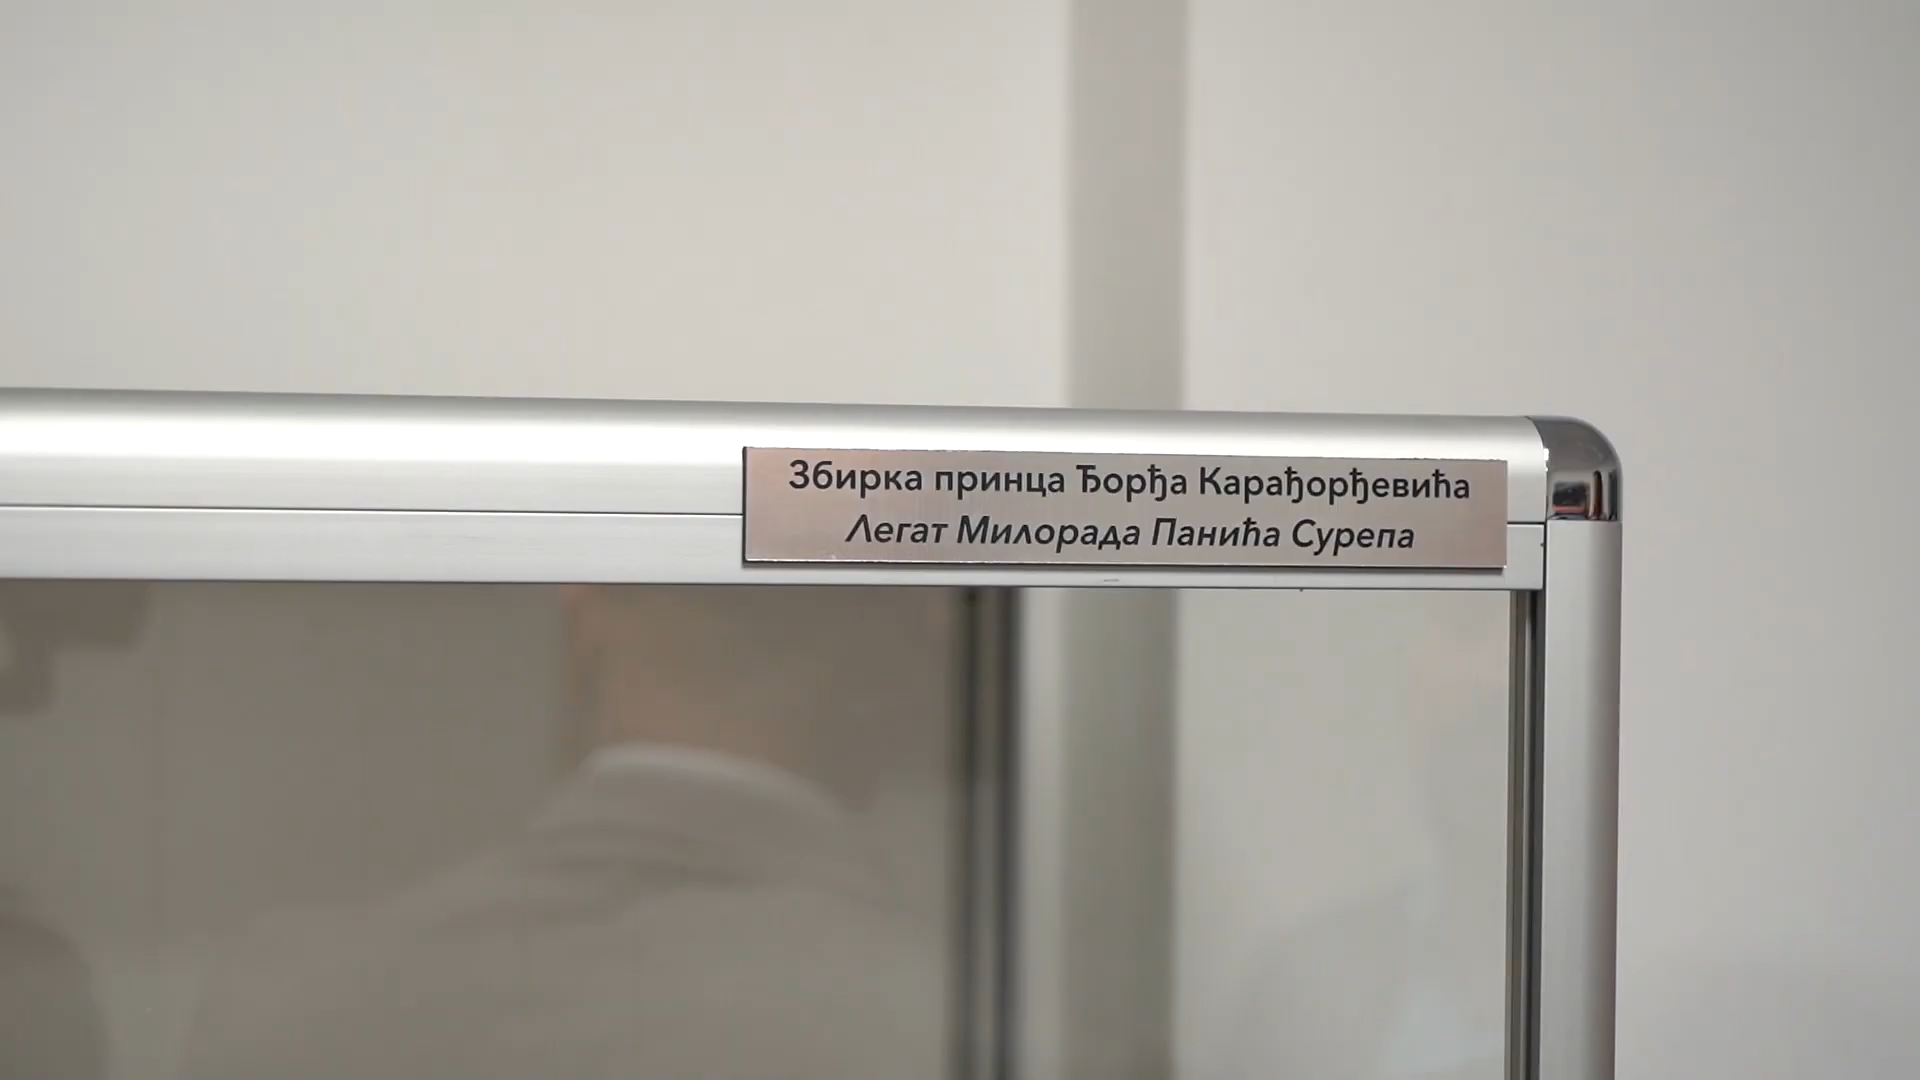 Збирка принца Ђорђа Карађорђевића
Легат Милорада Панића Сурепа